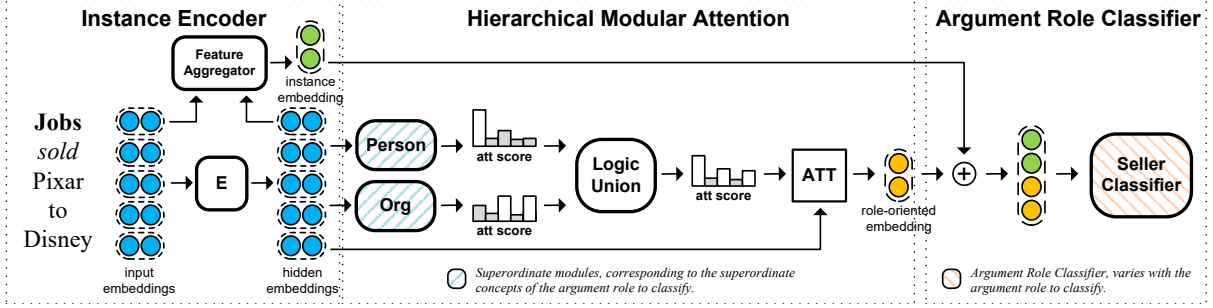 Instance Encoder
Hierarchical Modular Attention
Argument Role Classifier
Feature
Aggregator
instance
embedding
Jobs
sold
Pixar
to
Disney
E
input
embeddings
hidden
embeddings
Person
att score
Org
att score
Logic
Union
att score
ATT
role-oriented
embedding
Seller
Classifier
Superordinate modules, corresponding to the superordinate
concepts of the argument role to classify.
Argument Role Classifier, varies with the
argument role to classify.